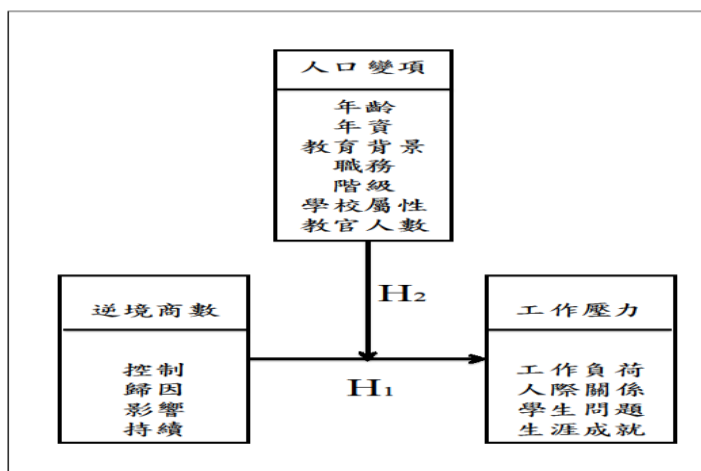 人口變項
年齡
年資
教育背景
職務
階級
學校屬性
教官人數
H₂
逆境商數
控制
歸因
影響
持續
H₁
工作壓力
工作負荷
人際關係
學生問題
生涯成就